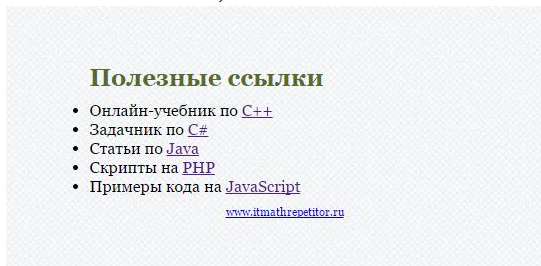 Полезные ссылки
• Онлайн-учебник по C++
• Задачник по C#
• Статьи по Java
• Скрипты на PHP
• Примеры кода на JavaScript
www.itmathrepetitor.ru